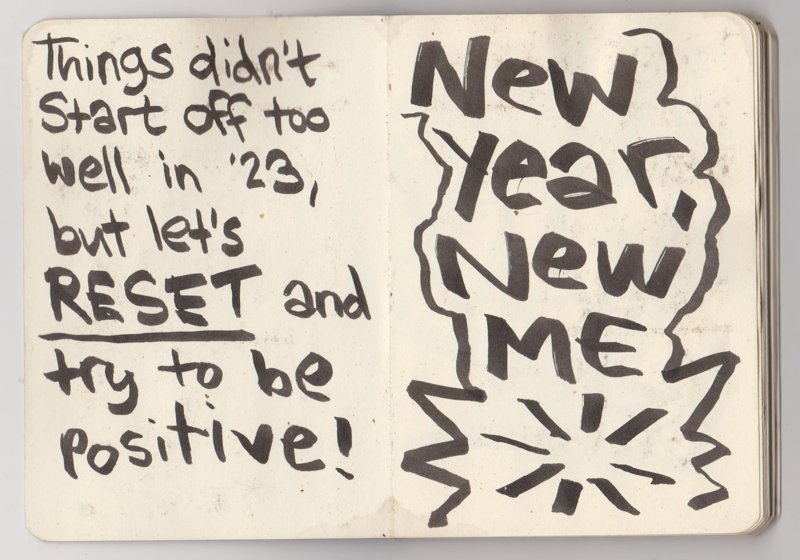 Things didn't
Start off too
well in '23,
but let's
RESET and
try to be
positive!
New
Year,
New
ME